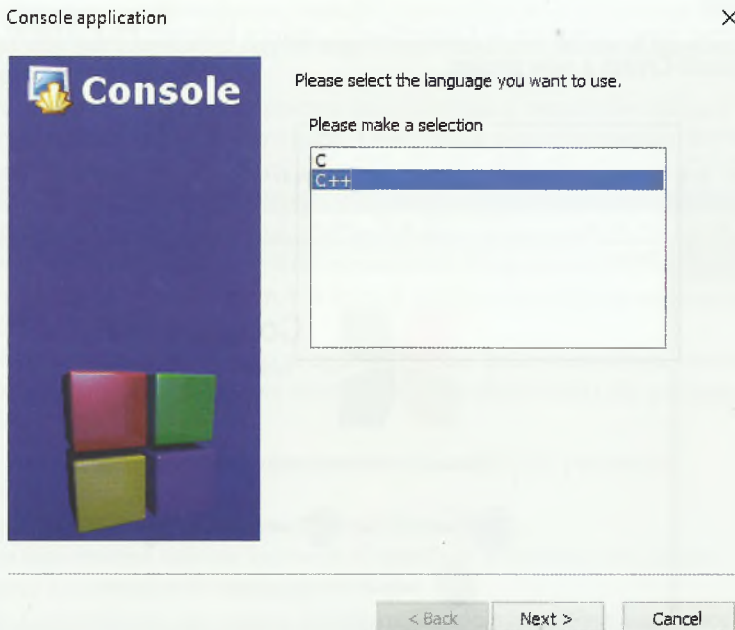 Console application
Console
Please select the language you want to use.
Please make a selection
C
C++
< Back
Next >
Cancel